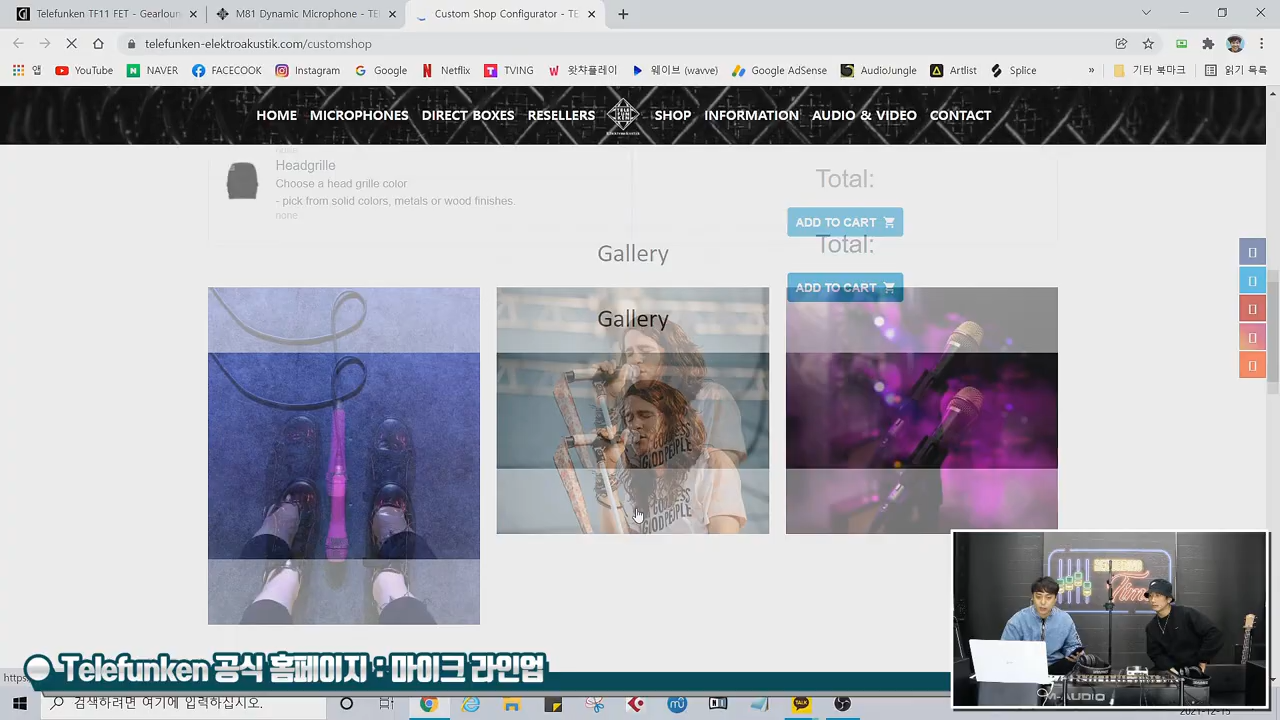 Telefunken TF11 FET - Gearloun
M81 Dynamic Microphone - TEL
Custom Shop Configurator - TE
telefunken-elektroakustik.com/customshop
앱
YouTube
NAVER
FACECOOK
Instagram
Google
Netflix
TVING
왓챠플레이
웨이브 (wavve)
Google AdSense
AudioJungle
Artlist
Splice
»
기타 북마크
읽기 목록
HOME
MICROPHONES
DIRECT BOXES
RESELLERS
SHOP
INFORMATION
AUDIO & VIDEO
CONTACT
Headgrille
Choose a head grille color
- pick from solid colors, metals or wood finishes.
none
Total:
ADD TO CART
Total:
ADD TO CART
Gallery
Gallery
Time
M-AUDIO
https
Telefunken 공식 홈페이지 : 마이크 라인업
검색하려면 여기에 입력하십시오.
TALK